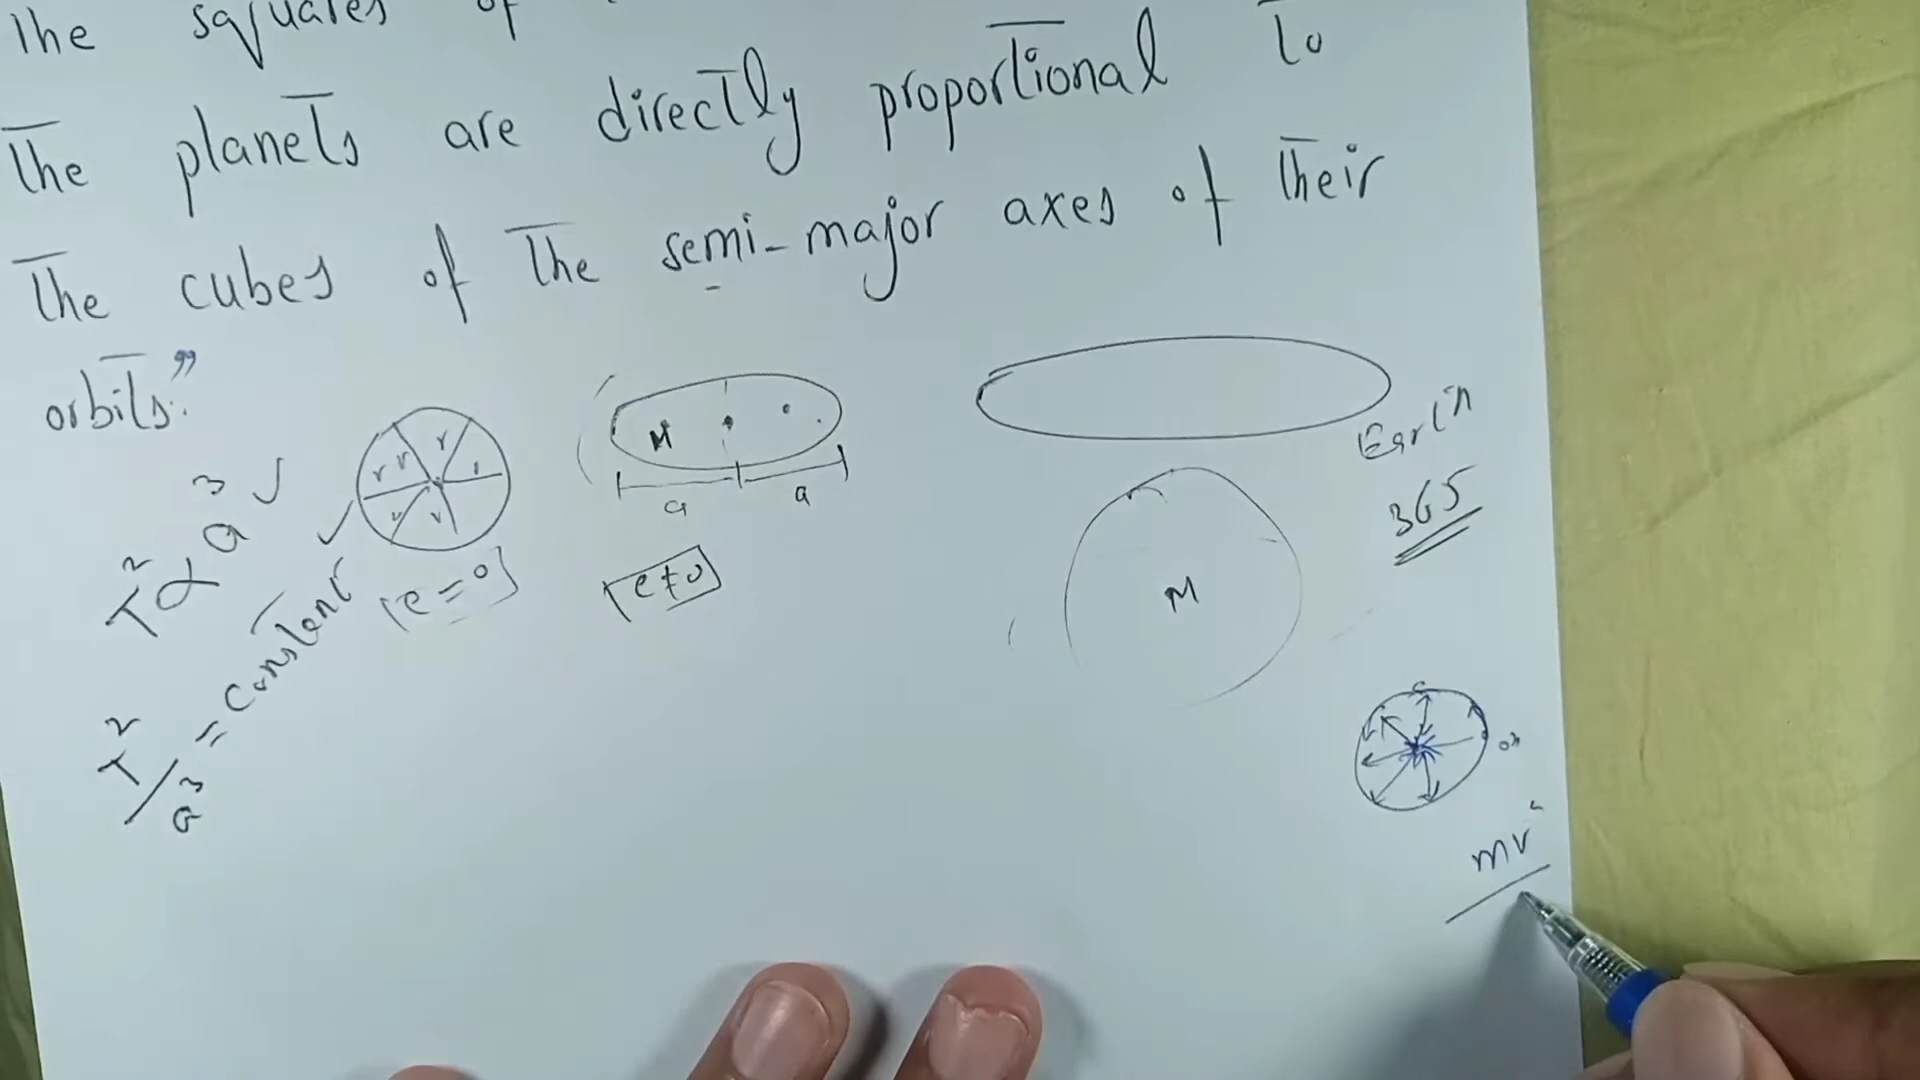 The squares of
The planets are directly proportional To
The cubes of The semi-major axes of Their
orbits."
T² ∝ a³ ✓
T²/a³ = constant ✓
r r r r v
[e=0]
M
a a
[e≠0]
Earth
365
M
mv²